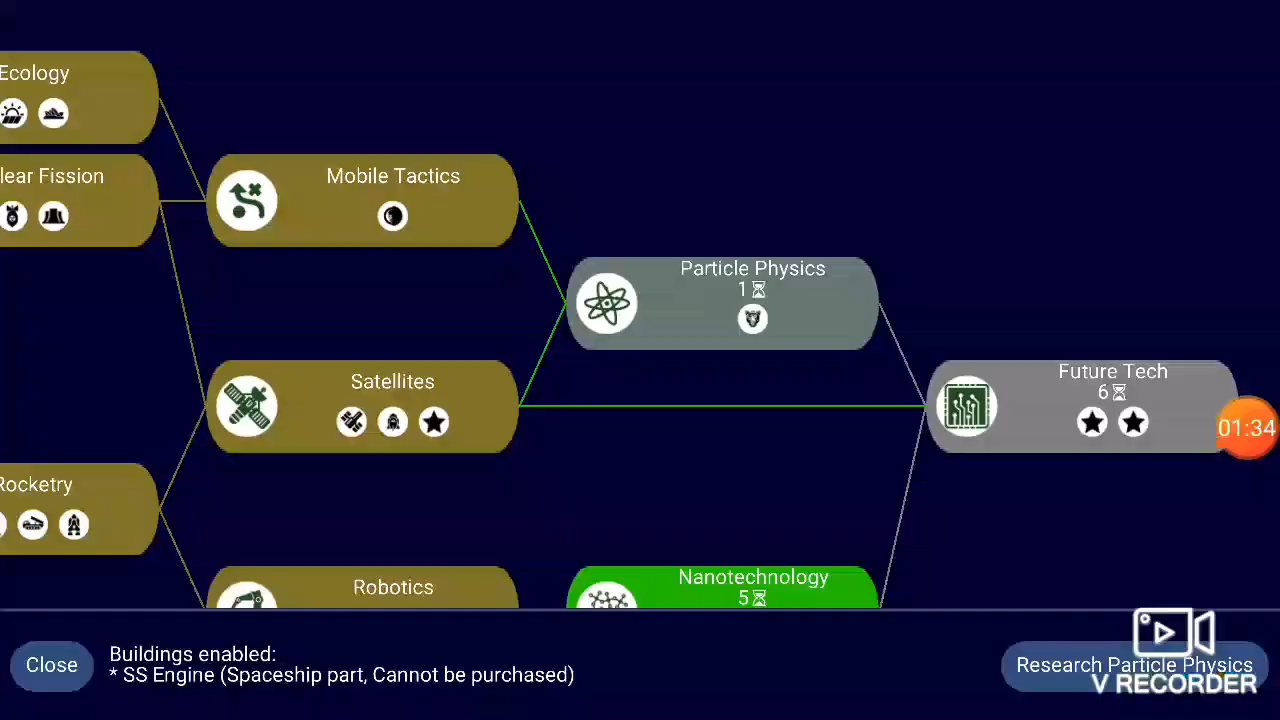 Ecology
lear Fission
Mobile Tactics
Particle Physics
1
Satellites
Future Tech
6
01:34
Rocketry
Robotics
Nanotechnology
5
Close
Buildings enabled:
* SS Engine (Spaceship part, Cannot be purchased)
Research Particle Physics
V RECORDER